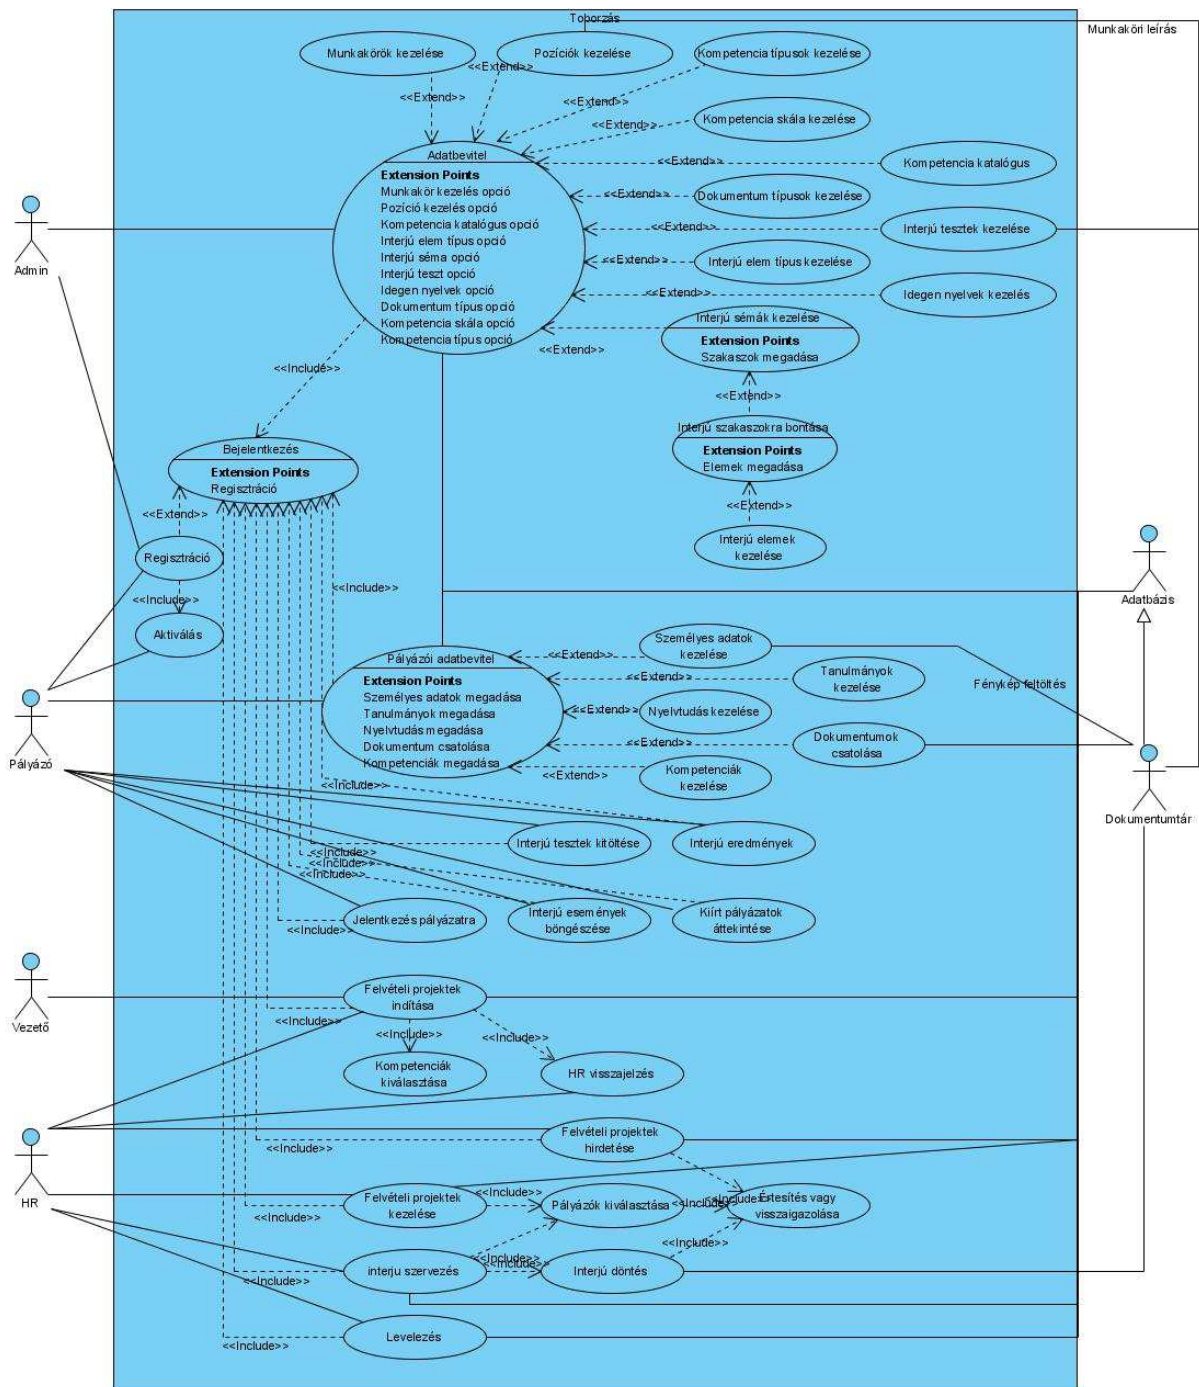 Toborzás
Munkaköri leírás
Munkakörök kezelése
Pozíciók kezelése
Kompetencia típusok kezelése
<<Extend>>
<<Extend>>
<<Extend>>
<<Extend>>
Kompetencia skála kezelése
Adatbevitel
Extension Points
Munkakör kezelés opció
Pozíció kezelés opció
Kompetencia katalógus opció
Interjú elem típus opció
Interjú séma opció
Interjú teszt opció
Idegen nyelvek opció
Dokumentum típus opció
Kompetencia skála opció
Kompetencia típus opció
<<Extend>>
Kompetencia katalógus
<<Extend>>
Dokumentum típusok kezelése
<<Extend>>
Interjú tesztek kezelése
<<Extend>>
Interjú elem típus kezelése
<<Extend>>
Idegen nyelvek kezelés
Admin
Interjú sémák kezelése
Extension Points
Szakaszok megadása
<<Extend>>
<<Include>>
<<Extend>>
Interjú szakaszokra bontása
Extension Points
Elemek megadása
Bejelentkezés
Extension Points
Regisztráció
<<Extend>>
<<Extend>>
Interjú elemek
kezelése
Regisztráció
<<Include>>
<<Include>>
Aktiválás
Adatbázis
Pályázói adatbevitel
Extension Points
Személyes adatok megadása
Tanulmányok megadása
Nyelvtudás megadása
Dokumentum csatolása
Kompetenciák megadása
<<Extend>>
Személyes adatok
kezelése
<<Extend>>
Tanulmányok
kezelése
Fénykép feltöltés
<<Extend>>
Nyelvtudás kezelése
<<Extend>>
Dokumentumok
csatolása
<<Extend>>
Kompetenciák
kezelése
Pályázó
Dokumentumtár
<<Include>>
Interjú tesztek kitöltése
Interjú eredmények
<<Include>>
<<Include>>
<<Include>>
Jelentkezés pályázatra
<<Include>>
Interjú események
böngészése
Kiírt pályázatok
áttekintése
Vezető
Felvételi projektek
indítása
<<Include>>
<<Include>>
<<Include>>
Kompetenciák
kiválasztása
HR visszajelzés
HR
Felvételi projektek
hirdetése
<<Include>>
Felvételi projektek
kezelése
<<Include>>
<<Include>>
Pályázók kiválasztása
<<Include>>
<<Include>>
Értesítés vagy
visszaigazolása
<<Include>>
interju szervezés
<<Include>>
<<Include>>
<<Include>>
Interjú döntés
Levelezés
<<Include>>